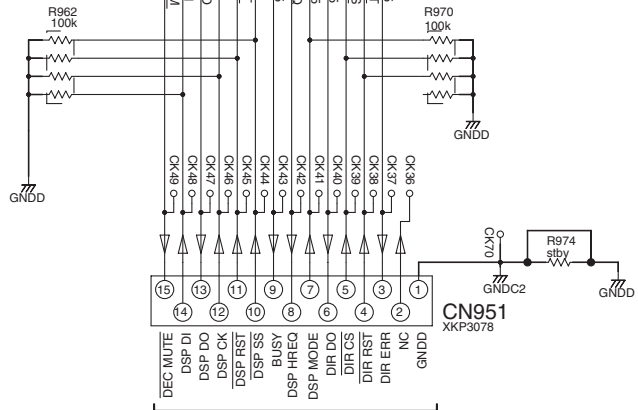 R962
100k
R970
100k
GNDD
GNDD
CK49
CK48
CK47
CK46
CK45
CK44
CK43
CK42
CK41
CK40
CK39
CK38
CK37
CK36
CK70
R974
stby
GNDC2
GNDD
15
13
11
9
7
5
3
1
14
12
10
8
6
4
2
CN951
XKP3078
DEC MUTE
DSP DI
DSP DO
DSP CK
DSP RST
DSP SS
BUSY
DSP HREQ
DSP MODE
DIR DO
DIR CS
DIR RST
DIR ERR
NC
GNDD